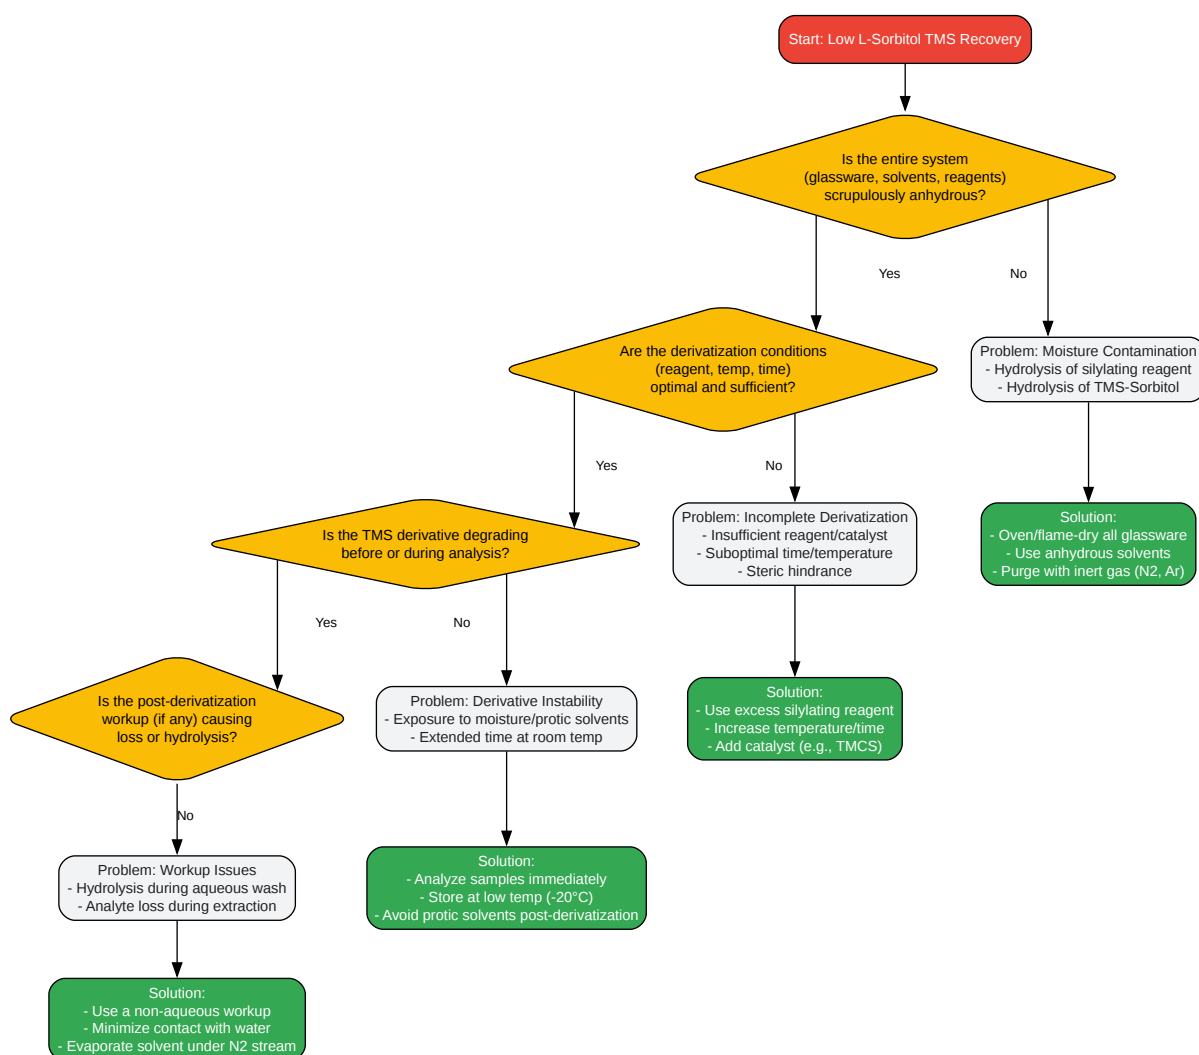 Start: Low L-Sorbitol TMS Recovery
Is the entire system
(glassware, solvents, reagents)
scrupulously anhydrous?
Yes
No
Are the derivatization conditions
(reagent, temp, time)
optimal and sufficient?
Problem: Moisture Contamination
- Hydrolysis of silylating reagent
- Hydrolysis of TMS-Sorbitol
Yes
No
Is the TMS derivative degrading
before or during analysis?
Problem: Incomplete Derivatization
- Insufficient reagent/catalyst
- Suboptimal time/temperature
- Steric hindrance
Solution:
- Oven/flame-dry all glassware
- Use anhydrous solvents
- Purge with inert gas (N2, Ar)
Yes
No
Is the post-derivatization
workup (if any) causing
loss or hydrolysis?
Problem: Derivative Instability
- Exposure to moisture/protic solvents
- Extended time at room temp
Solution:
- Use excess silylating reagent
- Increase temperature/time
- Add catalyst (e.g., TMCS)
No
Problem: Workup Issues
- Hydrolysis during aqueous wash
- Analyte loss during extraction
Solution:
- Analyze samples immediately
- Store at low temp (-20°C)
- Avoid protic solvents post-derivatization
Solution:
- Use a non-aqueous workup
- Minimize contact with water
- Evaporate solvent under N2 stream